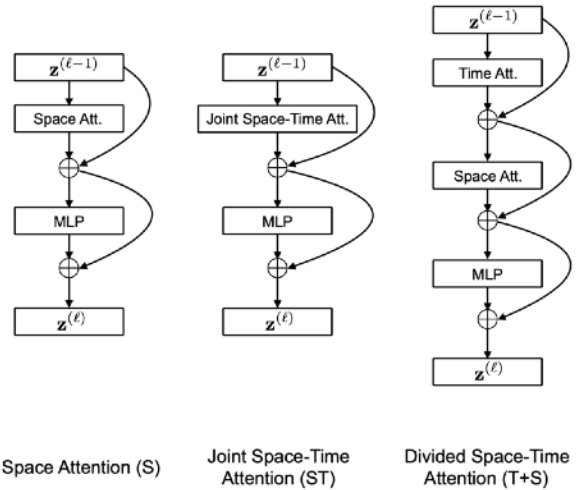 z^(ℓ−1)
Space Att.
MLP
z^(ℓ)
Space Attention (S)
z^(ℓ−1)
Joint Space-Time Att.
MLP
z^(ℓ)
Joint Space-Time
Attention (ST)
z^(ℓ−1)
Time Att.
Space Att.
MLP
z^(ℓ)
Divided Space-Time
Attention (T+S)